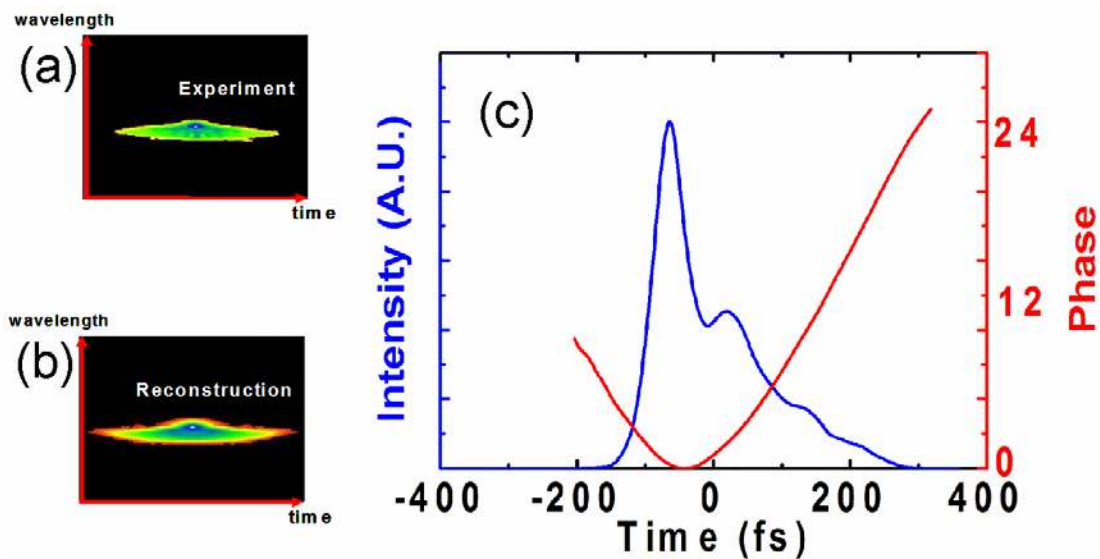 wavelength
(a)
Experiment
time
wavelength
(b)
Reconstruction
time
(c)
Intensity (A.U.)
24
12
0
Phase
-400 -200 0 200 400
Time (fs)